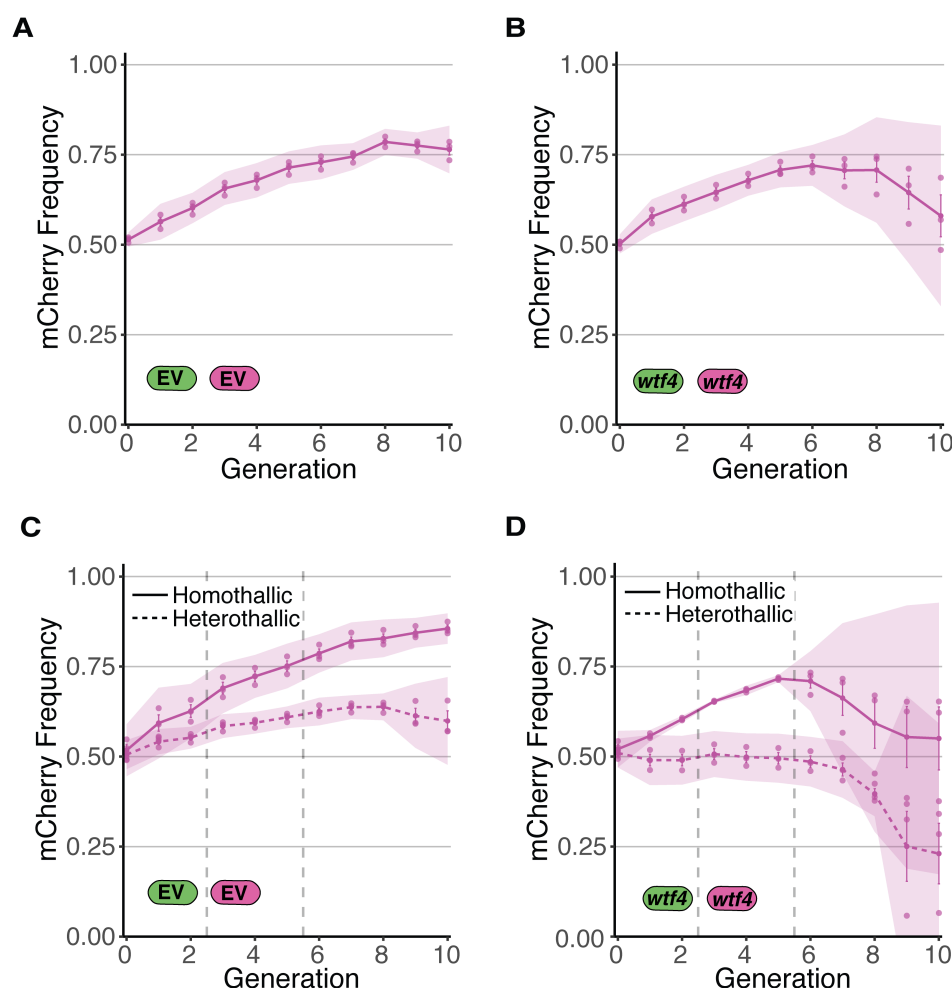 A
mCherry Frequency
1.00
0.75
0.50
0.25
0.00
EV EV
0 2 4 6 8 10
Generation
B
mCherry Frequency
1.00
0.75
0.50
0.25
0.00
wtf4 wtf4
0 2 4 6 8 10
Generation
C
mCherry Frequency
1.00
0.75
0.50
0.25
0.00
Homothallic
Heterothallic
EV EV
0 2 4 6 8 10
Generation
D
mCherry Frequency
1.00
0.75
0.50
0.25
0.00
Homothallic
Heterothallic
wtf4 wtf4
0 2 4 6 8 10
Generation